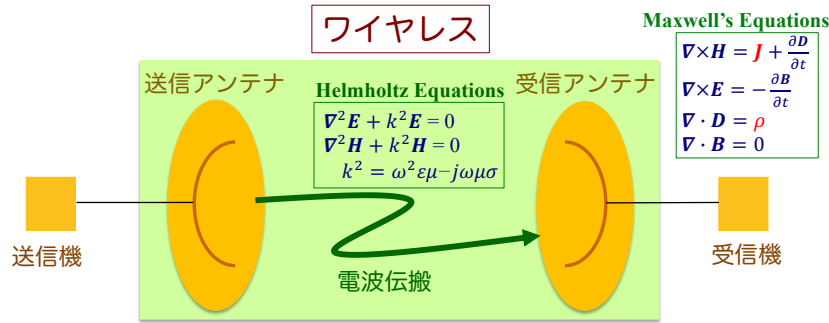 ワイヤレス
Maxwell's Equations
∇×H = J + ∂D/∂t
∇×E = −∂B/∂t
∇ · D = ρ
∇ · B = 0
送信アンテナ
受信アンテナ
Helmholtz Equations
∇²E + k²E = 0
∇²H + k²H = 0
k² = ω²εμ−jωμσ
送信機
受信機
電波伝搬